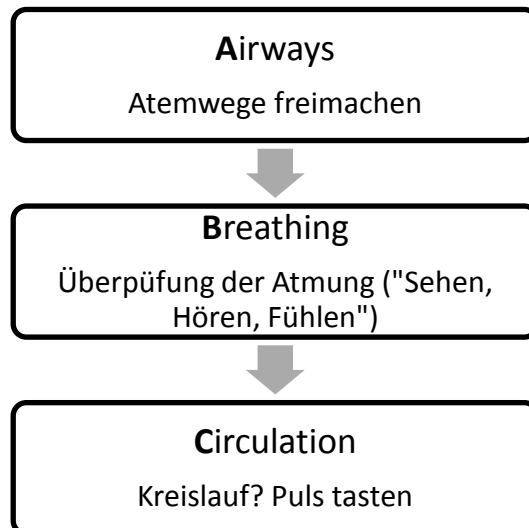 Airways
Atemwege freimachen
Breathing
Überpüfung der Atmung ("Sehen,
Hören, Fühlen")
Circulation
Kreislauf? Puls tasten